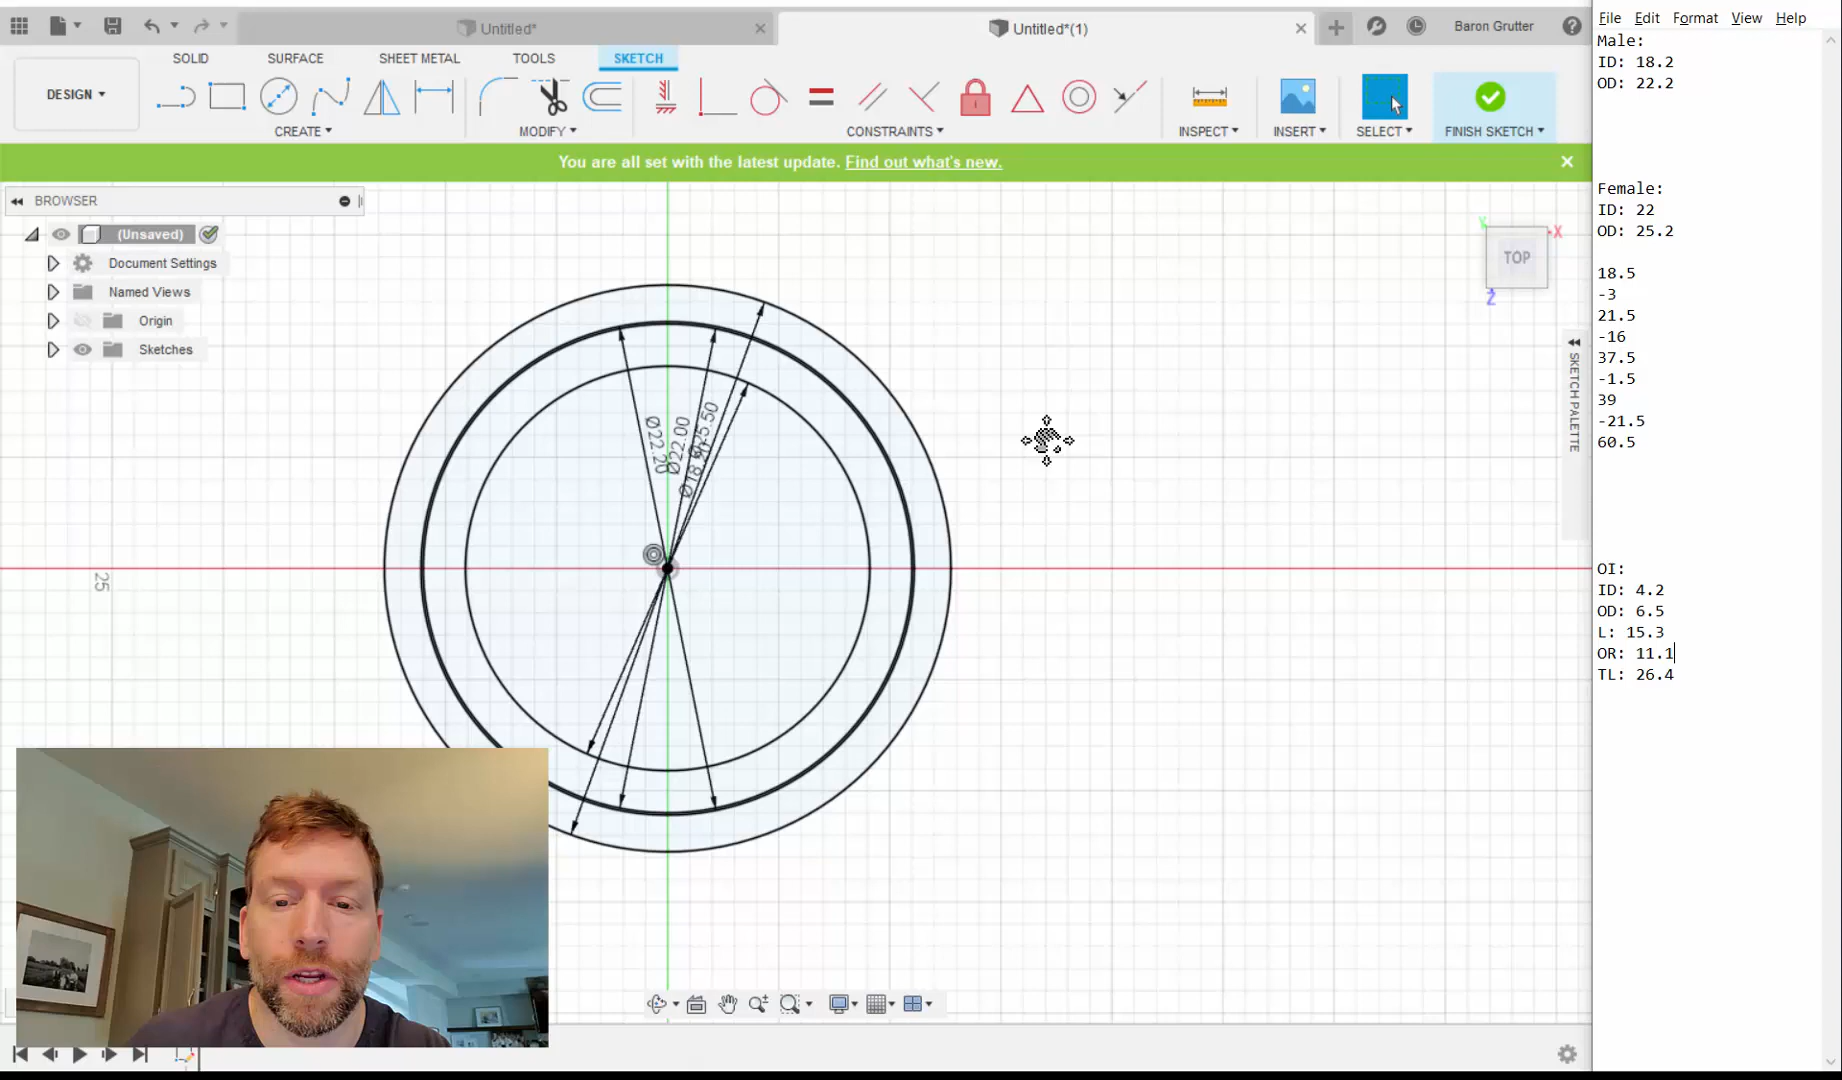 Untitled*
Untitled*(1)
Baron Grutter
SOLID
SURFACE
SHEET METAL
TOOLS
SKETCH
DESIGN
CREATE
MODIFY
CONSTRAINTS
INSPECT
INSERT
SELECT
FINISH SKETCH
You are all set with the latest update. Find out what's new.
BROWSER
(Unsaved)
Document Settings
Named Views
Origin
Sketches
TOP
X
Y
Z
SKETCH PALETTE
Ø22.20
Ø22.00
25.50
25
File Edit Format View Help
Male:
ID: 18.2
OD: 22.2
Female:
ID: 22
OD: 25.2
18.5
-3
21.5
-16
37.5
-1.5
39
-21.5
60.5
OI:
ID: 4.2
OD: 6.5
L: 15.3
OR: 11.1
TL: 26.4